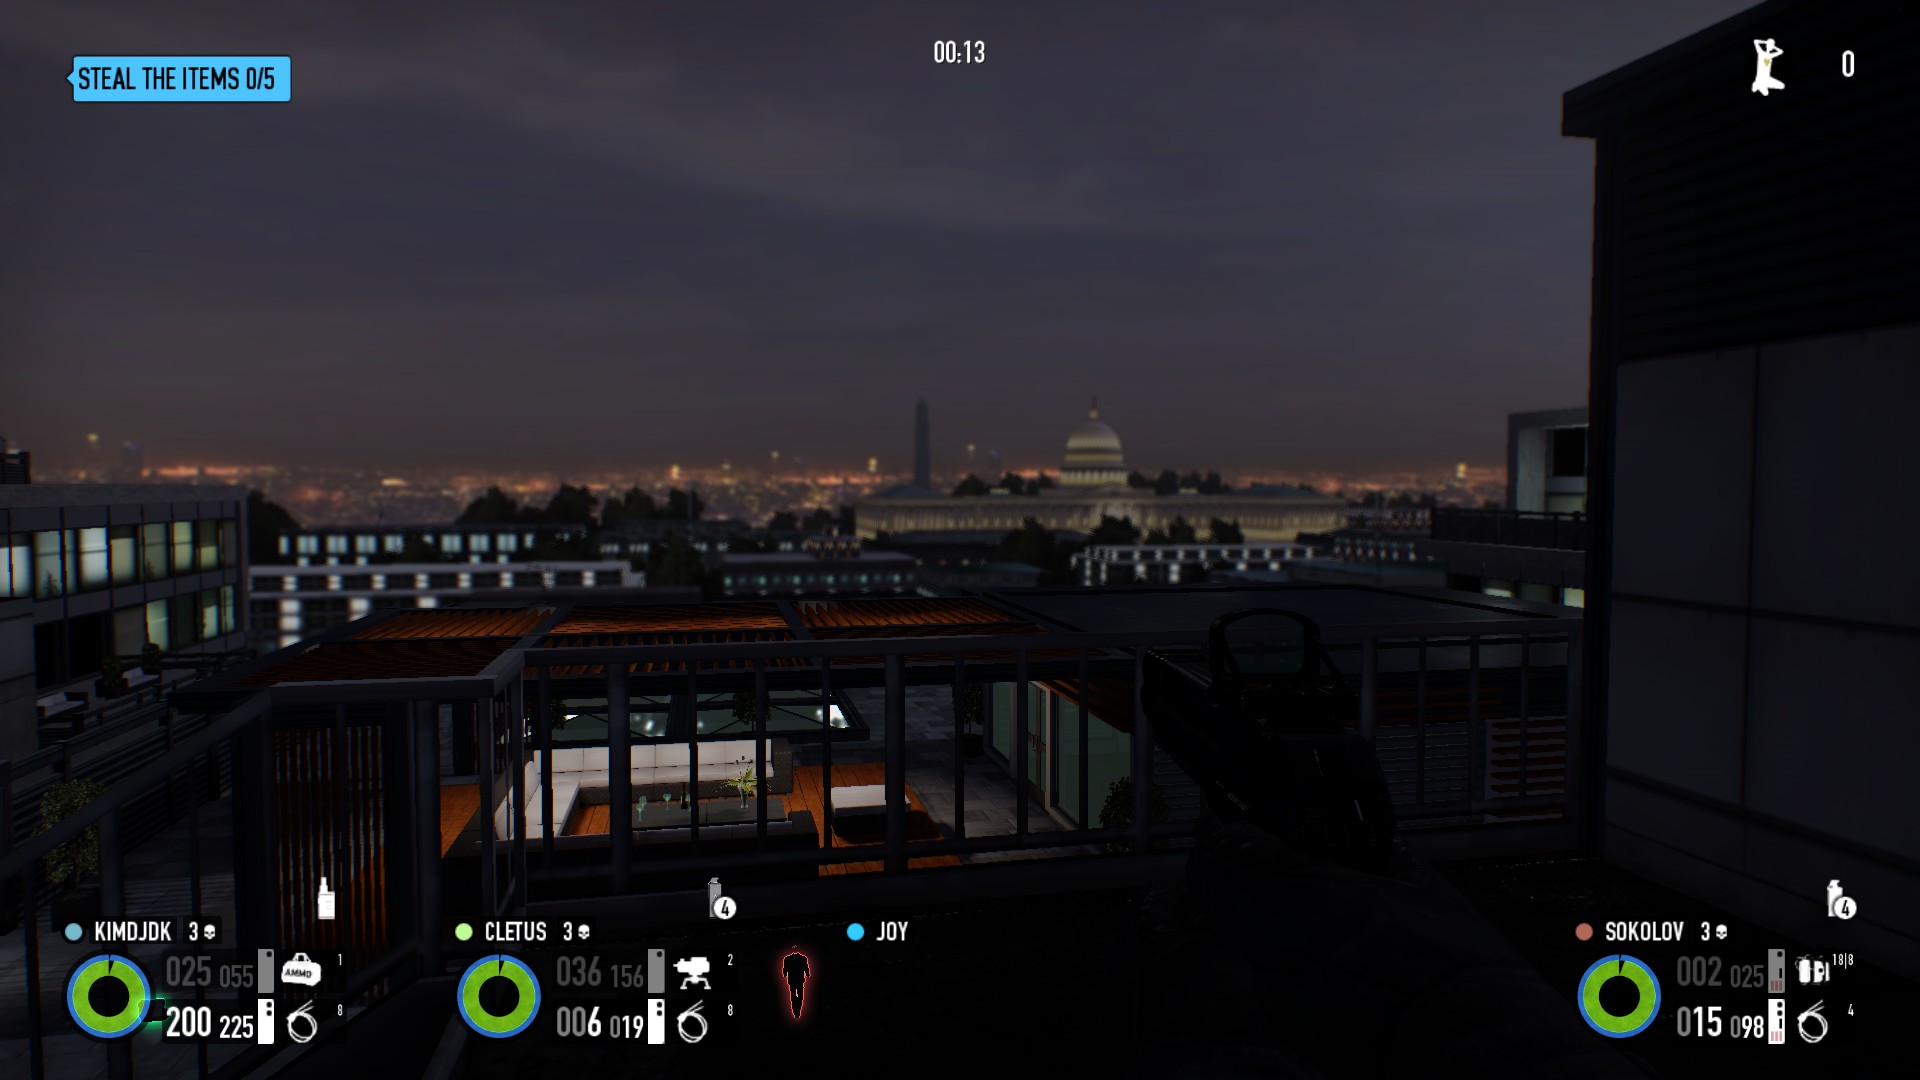 STEAL THE ITEMS 0/5
00:13
0
4
4
KIMDJDK 3
CLETUS 3
JOY
SOKOLOV 3
025 055
AMMO
1
036 156
2
002 025
18|8
200 225
8
006 019
8
015 098
4